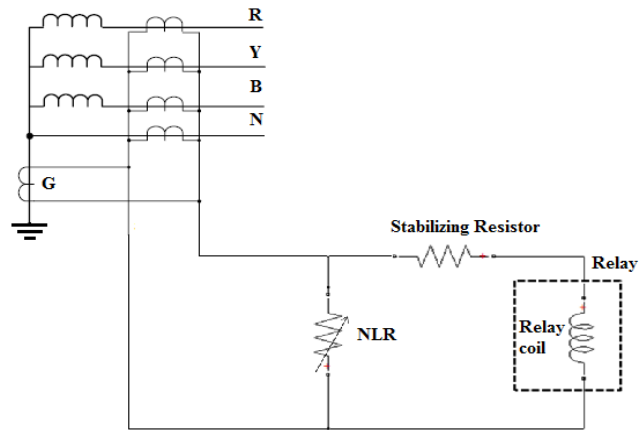 R
Y
B
N
G
Stabilizing Resistor
Relay
NLR
Relay
coil